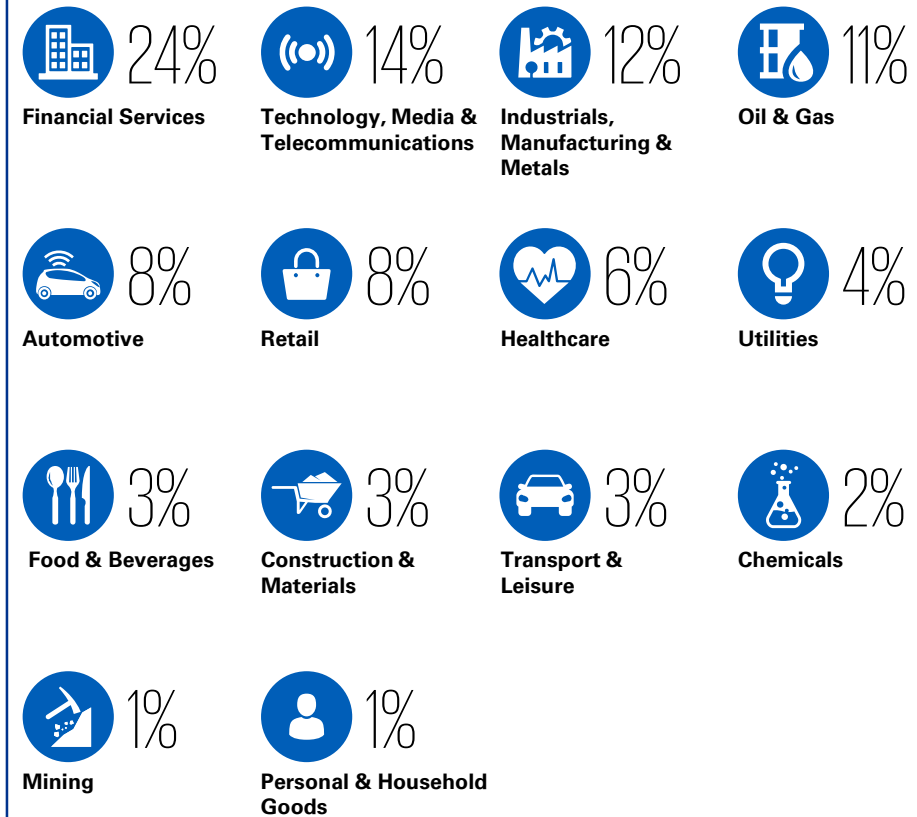 24%
Financial Services
14%
Technology, Media &
Telecommunications
12%
Industrials,
Manufacturing &
Metals
11%
Oil & Gas
8%
Automotive
8%
Retail
6%
Healthcare
4%
Utilities
3%
Food & Beverages
3%
Construction &
Materials
3%
Transport &
Leisure
2%
Chemicals
1%
Mining
1%
Personal & Household
Goods